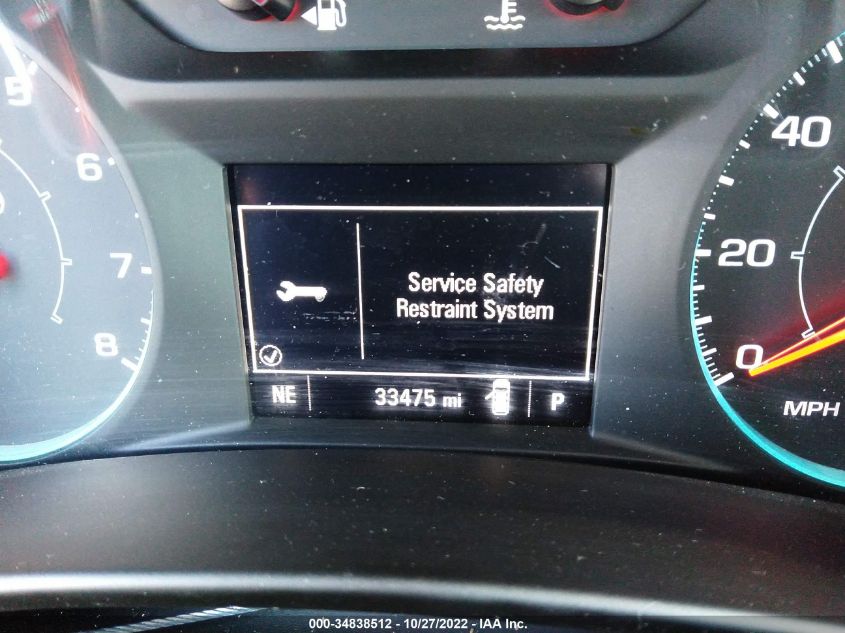 5
6
7
8
Service Safety
Restraint System
NE 33475 mi P
40
20
0
MPH
000-34838512 - 10/27/2022 - IAA Inc.